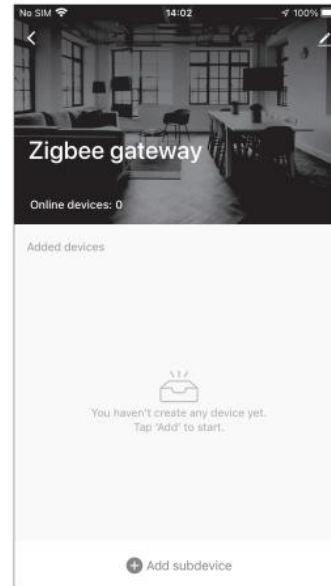 No SIM 14:02 100%
Zigbee gateway
Online devices: 0
Added devices
You haven't create any device yet.
Tap 'Add' to start.
Add subdevice